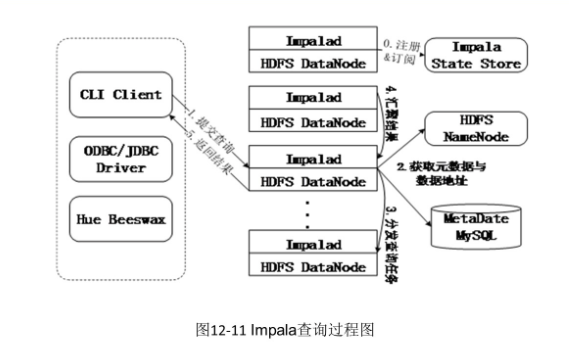 CLI Client
ODBC/JDBC
Driver
Hue Beeswax
1.提交查询
5.返回结果
Impalad
HDFS DataNode
0.注册
&订阅
Impala
State Store
Impalad
HDFS DataNode
4.汇聚结果
HDFS
NameNode
Impalad
HDFS DataNode
2.获取元数据与
数据地址
3.分发查询任务
MetaDate
MySQL
Impalad
HDFS DataNode
图12-11 Impala查询过程图